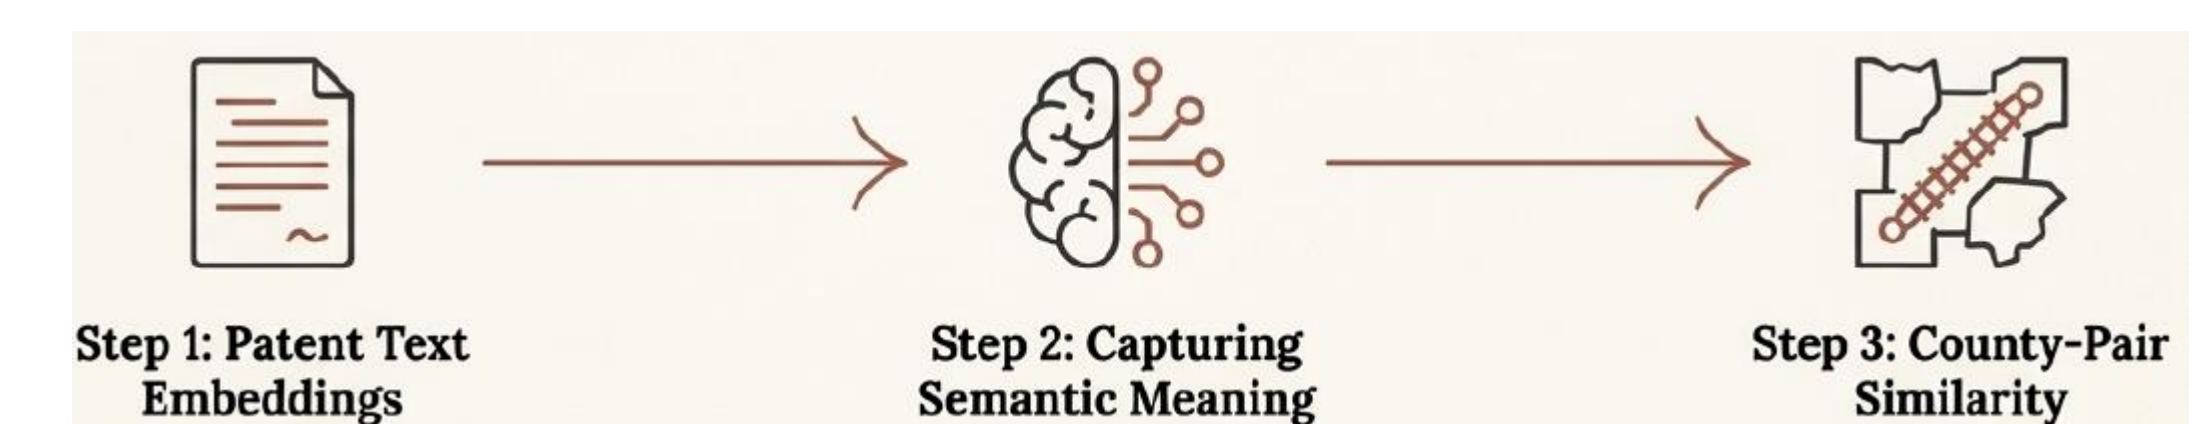 Step 1: Patent Text
Embeddings
Step 2: Capturing
Semantic Meaning
Step 3: County-Pair
Similarity